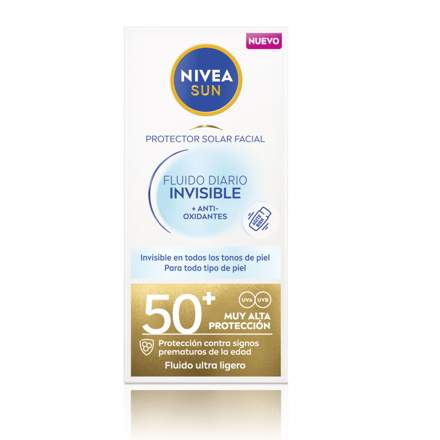 NUEVO
NIVEA
SUN
PROTECTOR SOLAR FACIAL
FLUIDO DIARIO
INVISIBLE
+ ANTI-
OXIDANTES
Invisible en todos los tonos de piel
Para todo tipo de piel
50+
UVA UVB
MUY ALTA
PROTECCIÓN
Protección contra signos
prematuros de la edad
Fluido ultra ligero